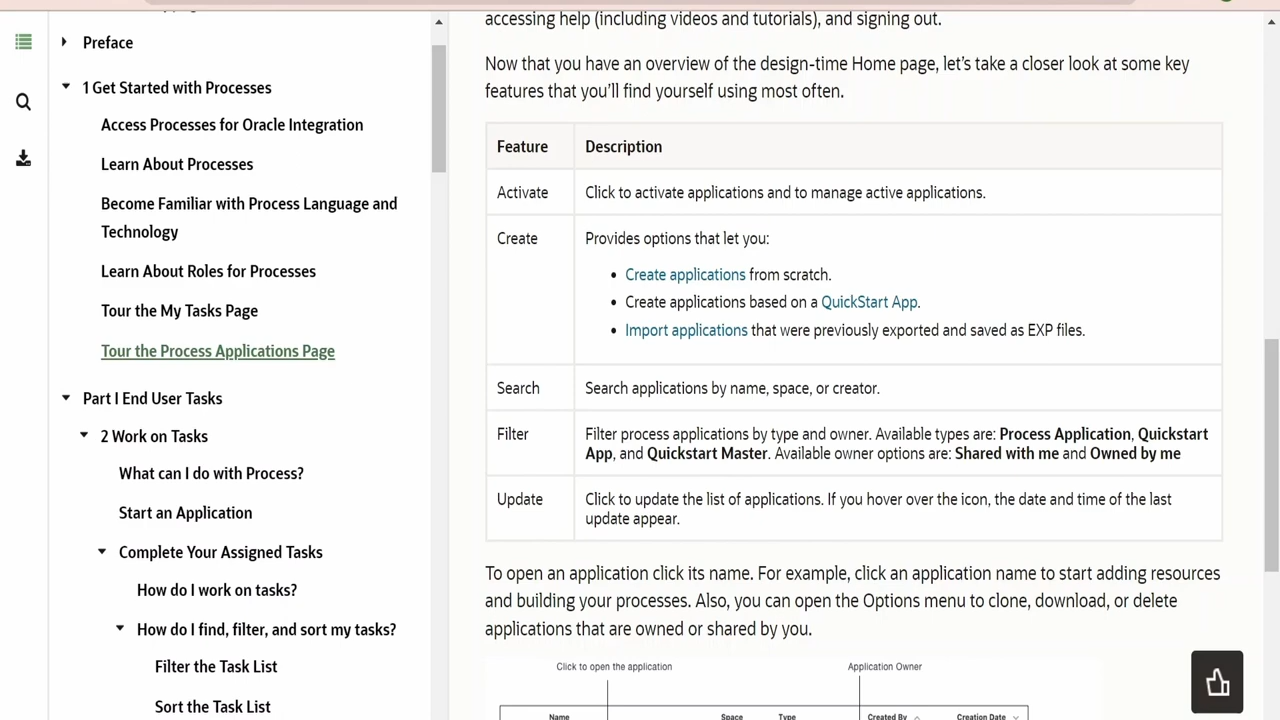 Preface
1 Get Started with Processes
Access Processes for Oracle Integration
Learn About Processes
Become Familiar with Process Language and
Technology
Learn About Roles for Processes
Tour the My Tasks Page
Tour the Process Applications Page
Part I End User Tasks
2 Work on Tasks
What can I do with Process?
Start an Application
Complete Your Assigned Tasks
How do I work on tasks?
How do I find, filter, and sort my tasks?
Filter the Task List
Sort the Task List
accessing help (including videos and tutorials), and signing out.
Now that you have an overview of the design-time Home page, let's take a closer look at some key
features that you'll find yourself using most often.
Feature Description
Activate Click to activate applications and to manage active applications.
Create Provides options that let you:
• Create applications from scratch.
• Create applications based on a QuickStart App.
• Import applications that were previously exported and saved as EXP files.
Search Search applications by name, space, or creator.
Filter Filter process applications by type and owner. Available types are: Process Application, Quickstart
App, and Quickstart Master. Available owner options are: Shared with me and Owned by me
Update Click to update the list of applications. If you hover over the icon, the date and time of the last
update appear.
To open an application click its name. For example, click an application name to start adding resources
and building your processes. Also, you can open the Options menu to clone, download, or delete
applications that are owned or shared by you.
Click to open the application Application Owner
Name Space Type Created By Creation Date